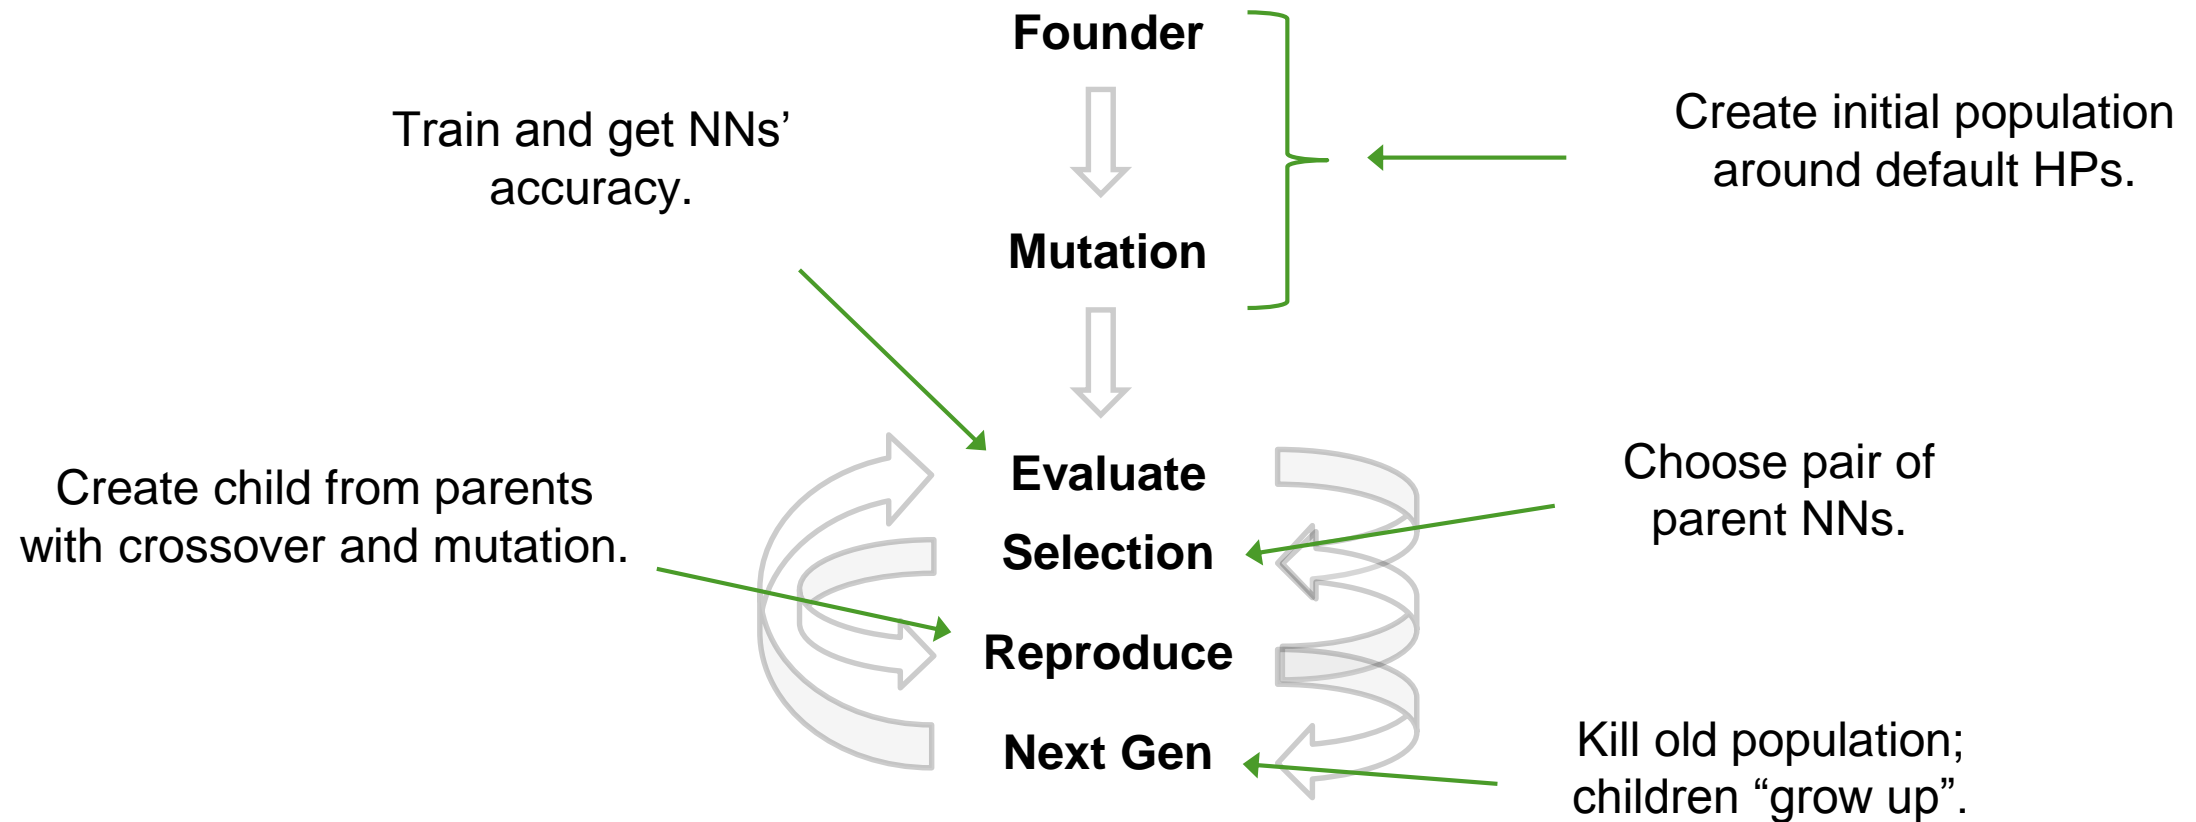 Founder
Train and get NNs’
accuracy.
Create initial population
around default HPs.
Mutation
Evaluate
Selection
Reproduce
Next Gen
Create child from parents
with crossover and mutation.
Choose pair of
parent NNs.
Kill old population;
children “grow up”.